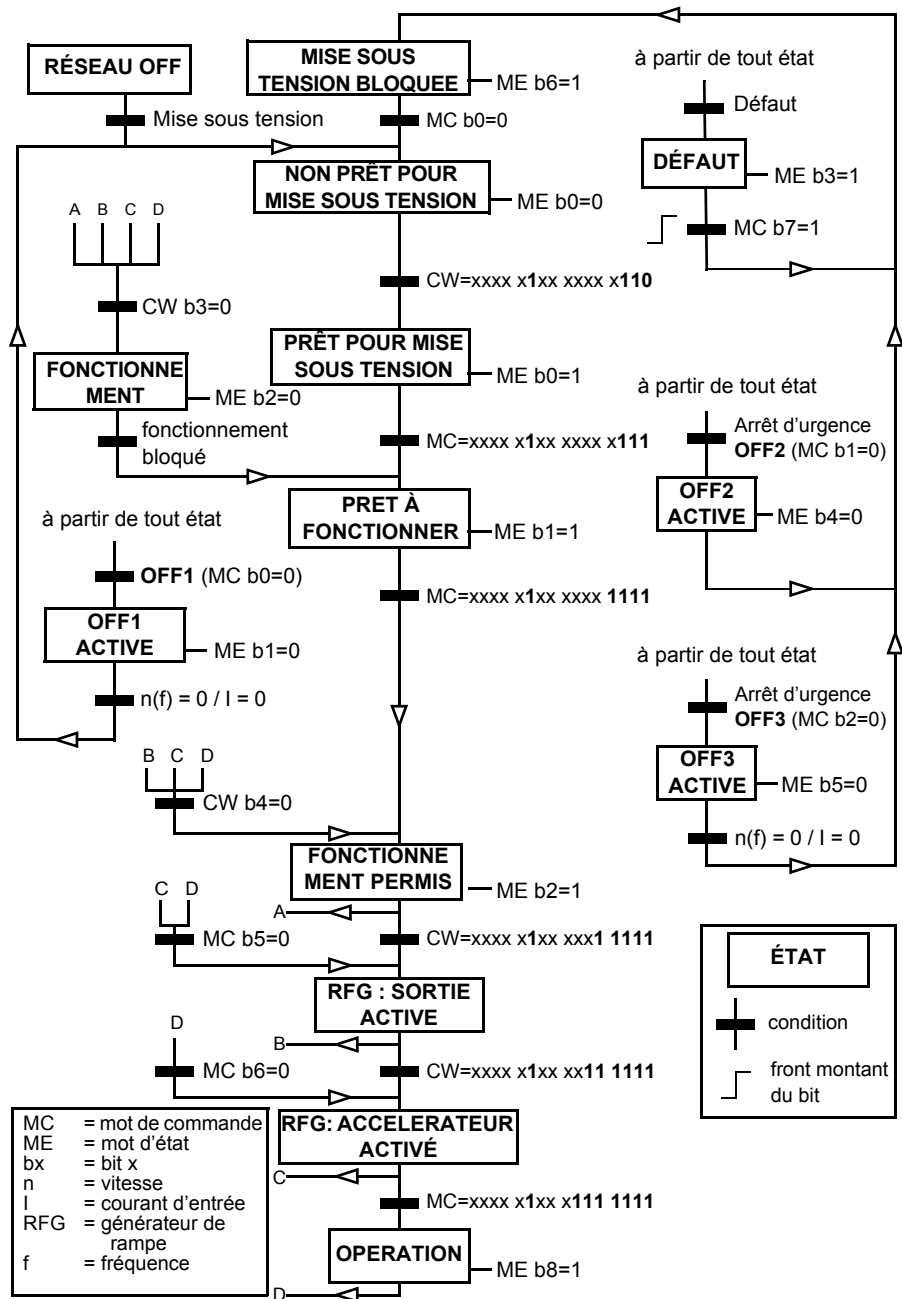 RÉSEAU OFF
Mise sous tension
MISE SOUS
TENSION BLOQUEE
ME b6=1
MC b0=0
NON PRÊT POUR
MISE SOUS TENSION
ME b0=0
à partir de tout état
Défaut
DÉFAUT
ME b3=1
MC b7=1
A B C D
CW b3=0
FONCTIONNE
MENT
ME b2=0
fonctionnement
bloqué
CW=xxxx x1xx xxxx x110
PRÊT POUR MISE
SOUS TENSION
ME b0=1
MC=xxxx x1xx xxxx x111
PRET À
FONCTIONNER
ME b1=1
MC=xxxx x1xx xxxx 1111
à partir de tout état
Arrêt d'urgence
OFF2 (MC b1=0)
OFF2
ACTIVE
ME b4=0
à partir de tout état
OFF1 (MC b0=0)
OFF1
ACTIVE
ME b1=0
n(f) = 0 / I = 0
à partir de tout état
Arrêt d'urgence
OFF3 (MC b2=0)
OFF3
ACTIVE
ME b5=0
n(f) = 0 / I = 0
B C D
CW b4=0
FONCTIONNE
MENT PERMIS
ME b2=1
A
C D
MC b5=0
CW=xxxx x1xx xxx1 1111
RFG : SORTIE
ACTIVE
B
D
MC b6=0
CW=xxxx x1xx xx11 1111
RFG: ACCELERATEUR
ACTIVÉ
C
MC=xxxx x1xx x111 1111
OPERATION
ME b8=1
D
ÉTAT
condition
front montant
du bit
MC = mot de commande
ME = mot d'état
bx = bit x
n = vitesse
I = courant d'entrée
RFG = générateur de
rampe
f = fréquence